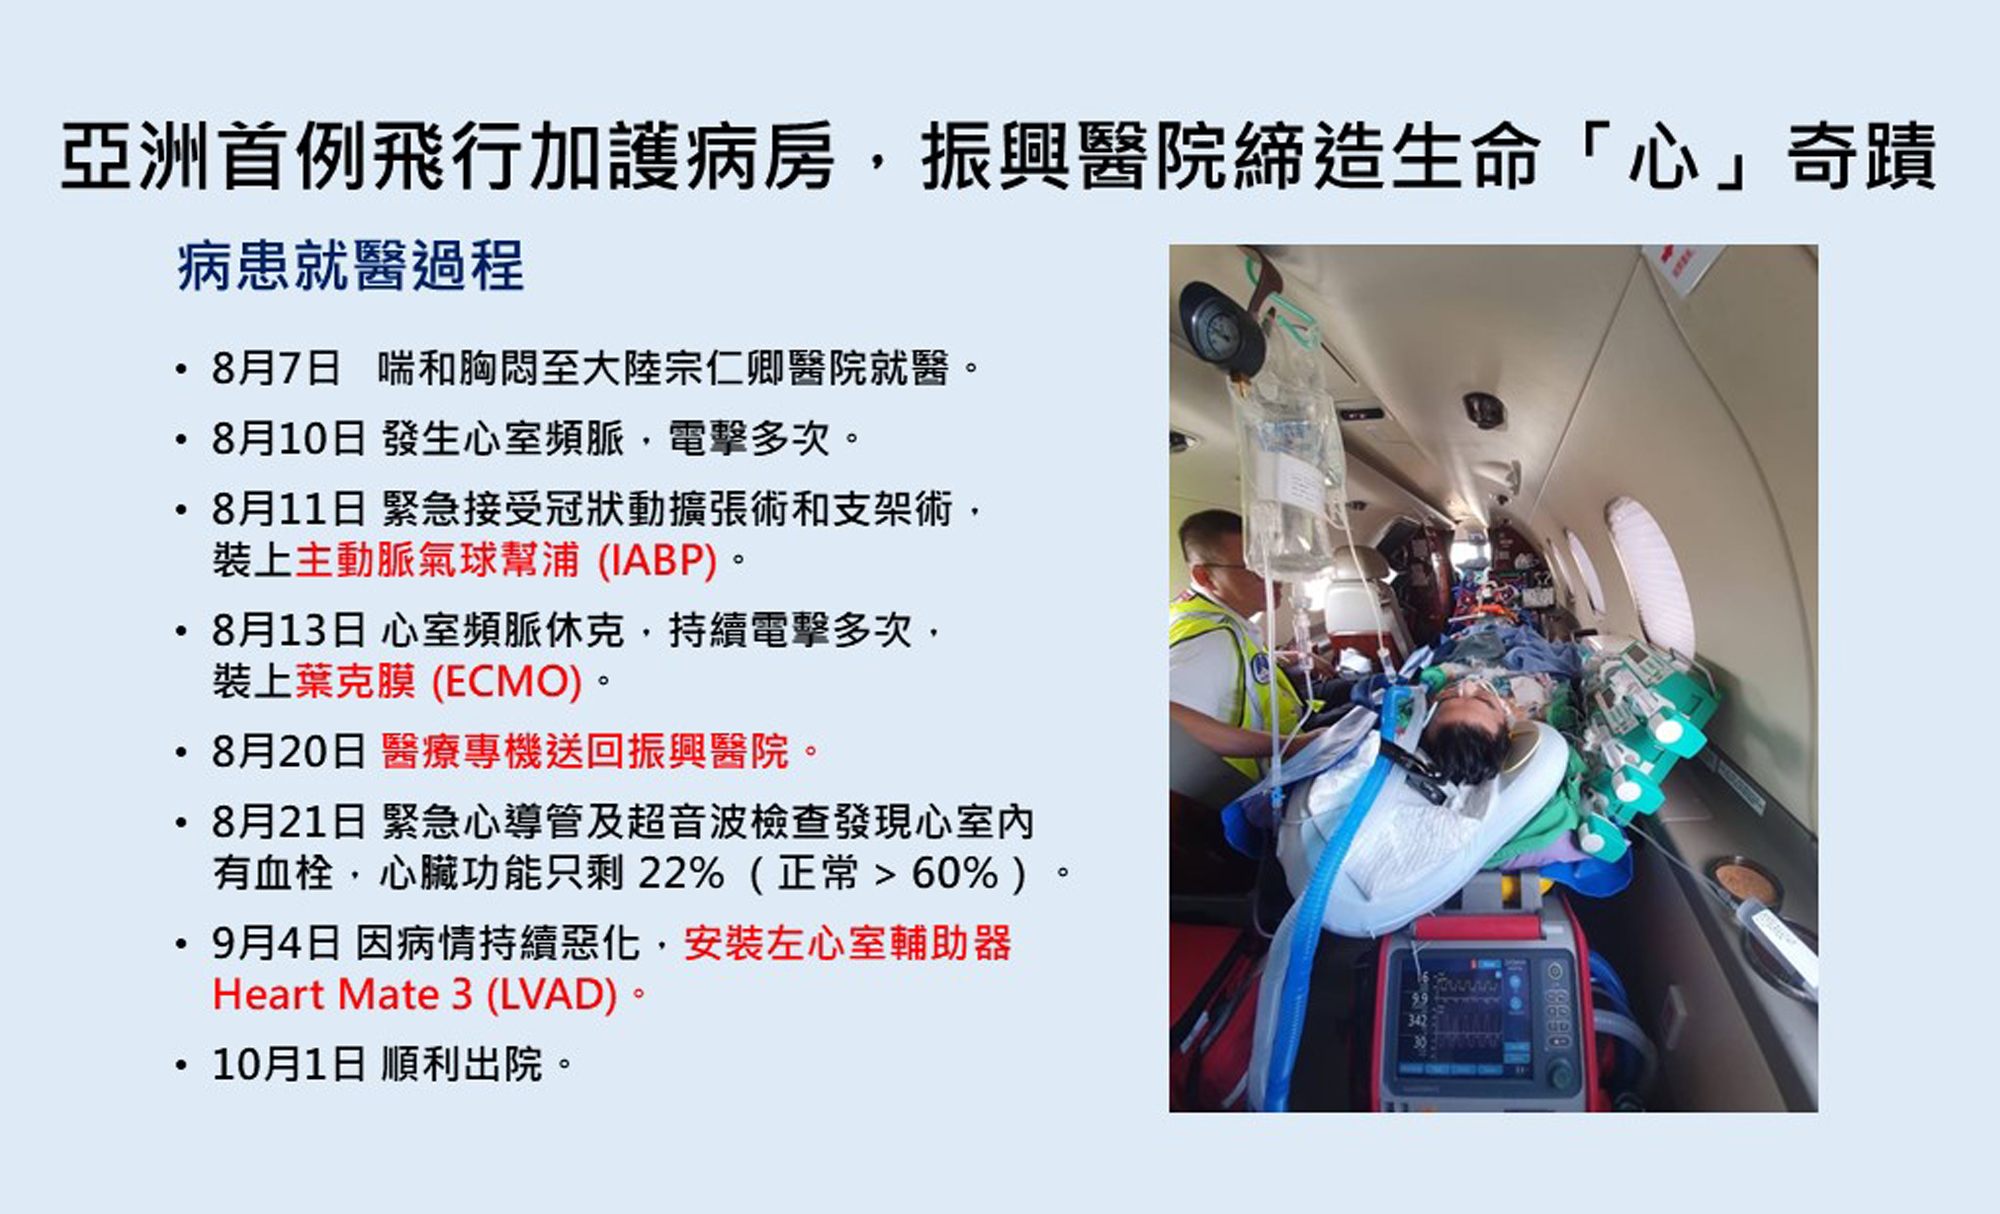 亞洲首例飛行加護病房，振興醫院締造生命「心」奇蹟
病患就醫過程
• 8月7日 喘和胸悶至大陸宗仁卿醫院就醫。
• 8月10日 發生心室頻脈，電擊多次。
• 8月11日 緊急接受冠狀動擴張術和支架術，
裝上主動脈氣球幫浦 (IABP)。
• 8月13日 心室頻脈休克，持續電擊多次，
裝上葉克膜 (ECMO)。
• 8月20日 醫療專機送回振興醫院。
• 8月21日 緊急心導管及超音波檢查發現心室內
有血栓，心臟功能只剩 22% （正常 > 60%）。
• 9月4日 因病情持續惡化，安裝左心室輔助器
Heart Mate 3 (LVAD)。
• 10月1日 順利出院。
9.9
342
30